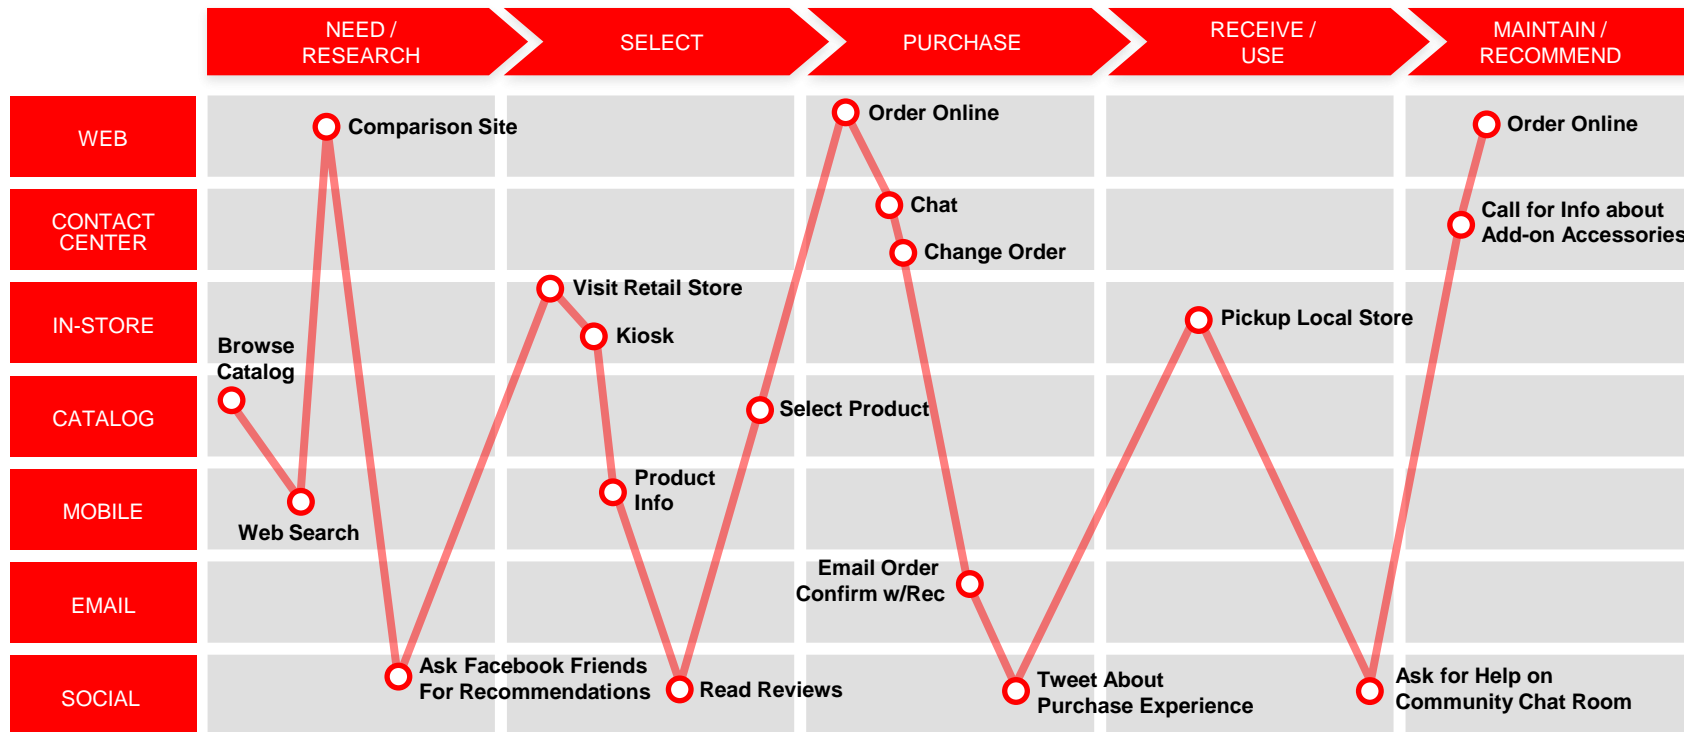 NEED /
RESEARCH
SELECT
PURCHASE
RECEIVE /
USE
MAINTAIN /
RECOMMEND
WEB
Comparison Site
Order Online
Order Online
CONTACT
CENTER
Chat
Change Order
Call for Info about
Add-on Accessories
IN-STORE
Visit Retail Store
Kiosk
Pickup Local Store
Browse
Catalog
CATALOG
Select Product
MOBILE
Web Search
Product
Info
EMAIL
Email Order
Confirm w/Rec
SOCIAL
Ask Facebook Friends
For Recommendations
Read Reviews
Tweet About
Purchase Experience
Ask for Help on
Community Chat Room